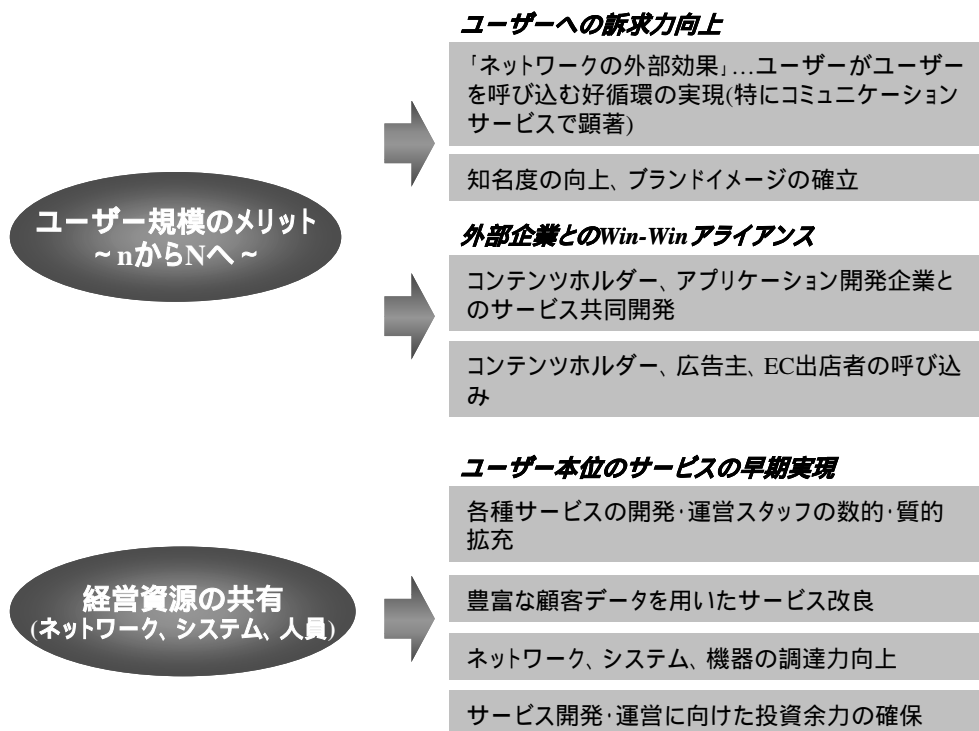 ユーザーへの訴求力向上
「ネットワークの外部効果」…ユーザーがユーザー
を呼び込む好循環の実現(特にコミュニケーション
サービスで顕著)
知名度の向上、ブランドイメージの確立
ユーザー規模のメリット
~nからNへ~
外部企業とのWin-Winアライアンス
コンテンツホルダー、アプリケーション開発企業と
のサービス共同開発
コンテンツホルダー、広告主、EC出店者の呼び込
み
ユーザー本位のサービスの早期実現
各種サービスの開発・運営スタッフの数的・質的
拡充
経営資源の共有
(ネットワーク、システム、人員)
豊富な顧客データを用いたサービス改良
ネットワーク、システム、機器の調達力向上
サービス開発・運営に向けた投資余力の確保